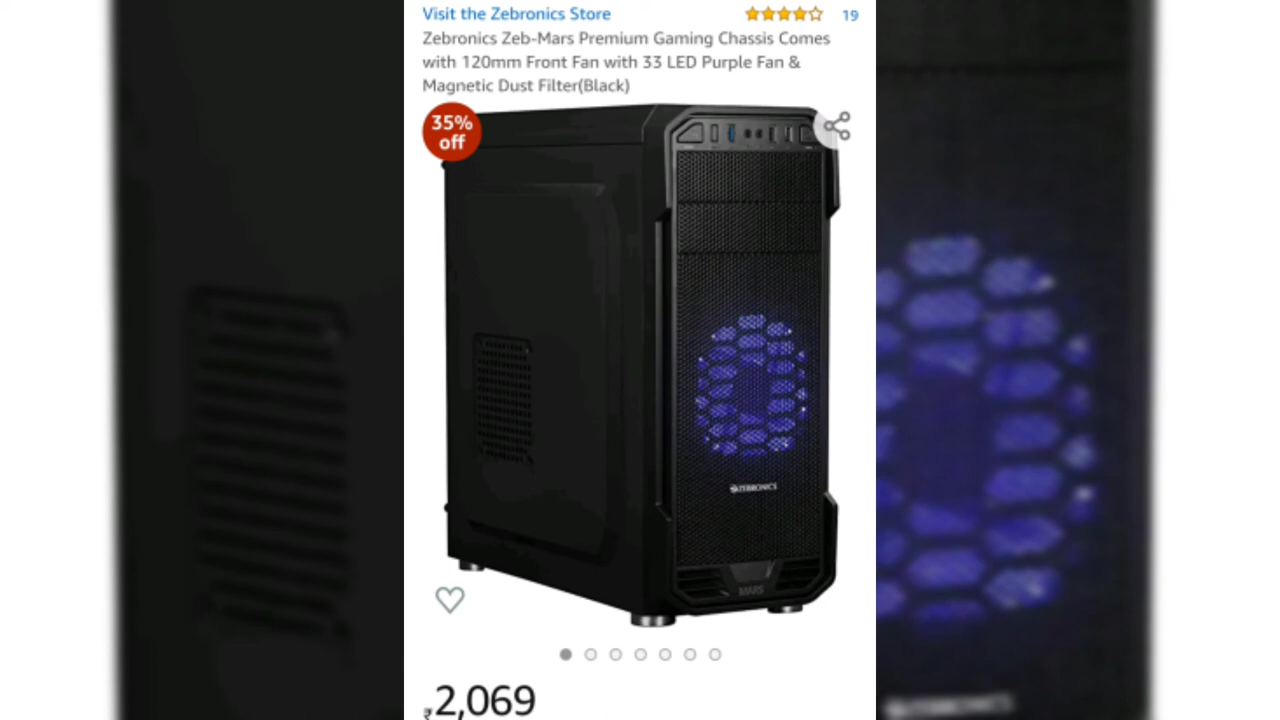 Visit the Zebronics Store
19
Zebronics Zeb-Mars Premium Gaming Chassis Comes
with 120mm Front Fan with 33 LED Purple Fan &
Magnetic Dust Filter(Black)
35%
off
ZEBRONICS
MARS
₹2,069